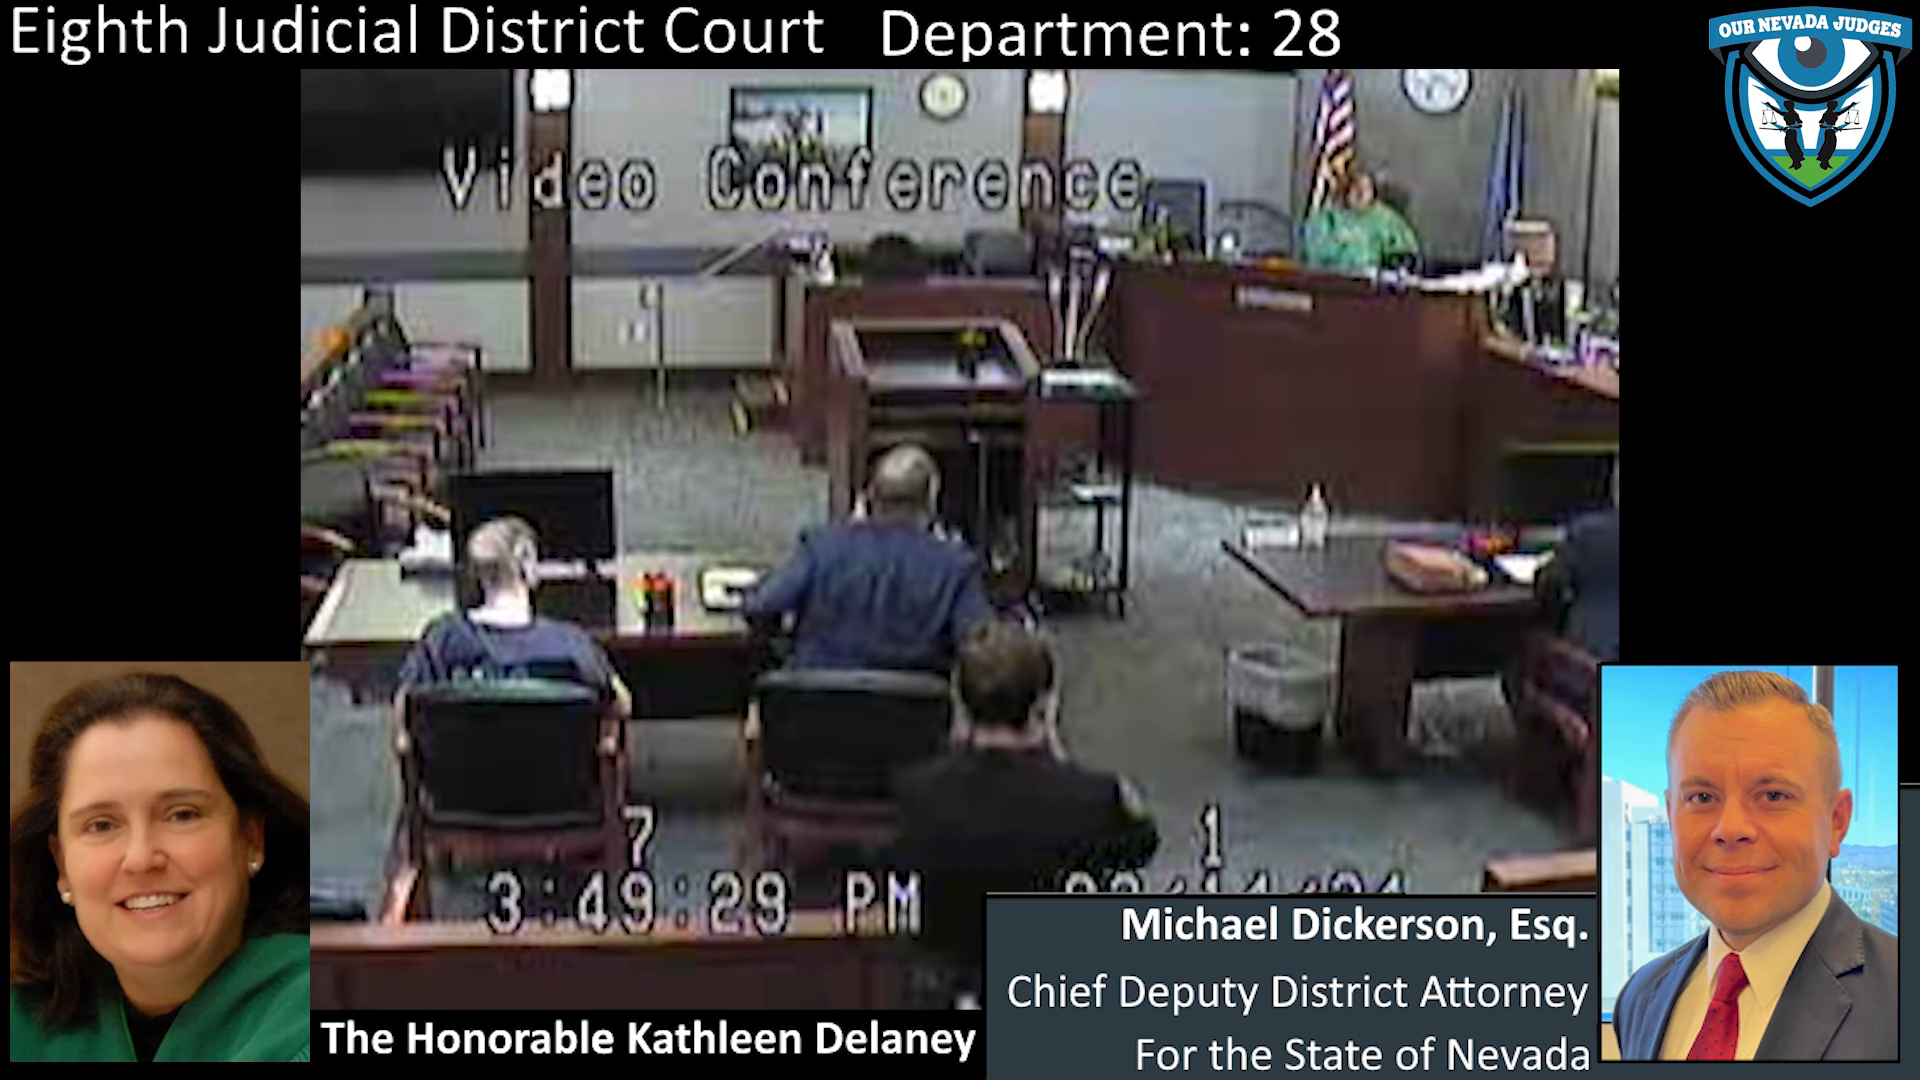 Eighth Judicial District Court Department: 28
OUR NEVADA JUDGES
Video Conference
7 1
3:49:29 PM
The Honorable Kathleen Delaney
Michael Dickerson, Esq.
Chief Deputy District Attorney
For the State of Nevada